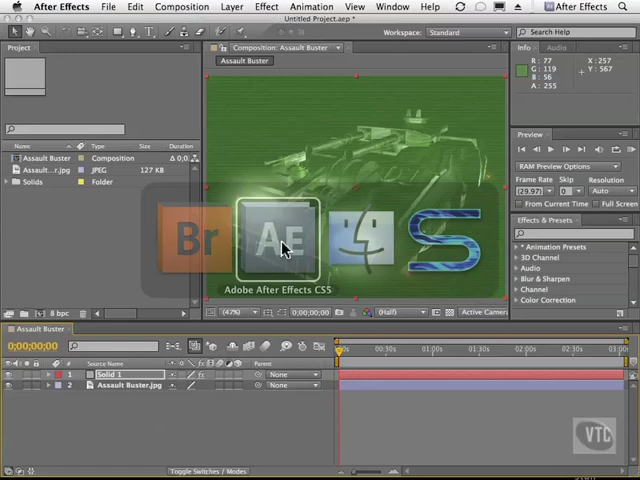 After Effects File Edit Composition Layer Effect Animation View Window After Effects
Untitled Project.aep *
Workspace: Standard Search Help
Project
Composition: Assault Buster
Info Audio
Assault Buster
R: 77
G: 119
B: 56
A: 255
X: 257
Y: 567
Preview
RAM Preview Options
Frame Rate Skip Resolution
(29.97) 0 Auto
From Current Time Full Screen
Name Type Size Duration
Assault Buster Composition Δ 0;0
Assault...r.jpg JPEG 127 KB
Solids Folder
Br Ae S
Adobe After Effects CS5
Effects & Presets
* Animation Presets
3D Channel
Audio
Blur & Sharpen
Channel
Color Correction
8 bpc
(47%) 0;00;00;00 (Half) Active Camera
Assault Buster
0;00;00;00
00:30s 01:00s 01:30s 02:00s 02:30s 03:00s
# Source Name Parent
1 Solid 1 None
2 Assault Buster.jpg None
VTC
Toggle Switches / Modes